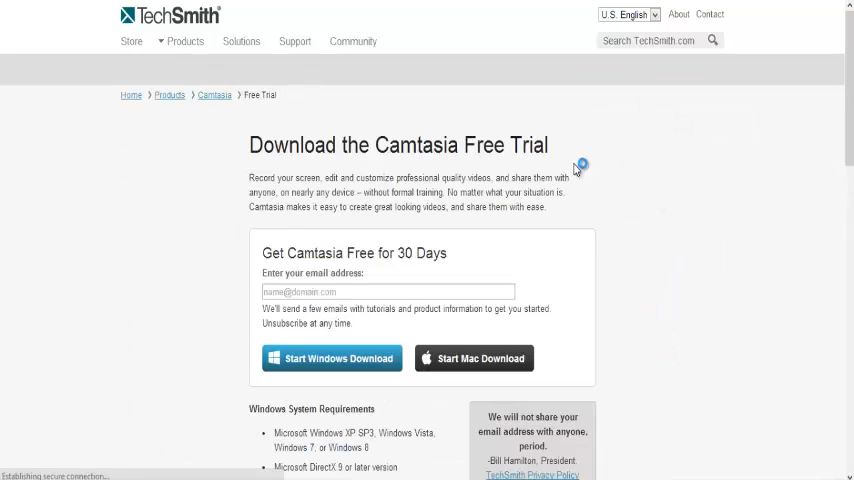 TechSmith®
U.S. English
About Contact
Store Products Solutions Support Community
Search TechSmith.com
Home Products Camtasia Free Trial
Download the Camtasia Free Trial
Record your screen, edit and customize professional quality videos, and share them with
anyone, on nearly any device – without formal training. No matter what your situation is.
Camtasia makes it easy to create great looking videos, and share them with ease.
Get Camtasia Free for 30 Days
Enter your email address:
name@domain.com
We'll send a few emails with tutorials and product information to get you started.
Unsubscribe at any time.
Start Windows Download
Start Mac Download
Windows System Requirements
Microsoft Windows XP SP3, Windows Vista,
Windows 7, or Windows 8
Microsoft DirectX 9 or later version
We will not share your
email address with anyone,
period.
-Bill Hamilton, President
TechSmith Privacy Policy
Establishing secure connection...